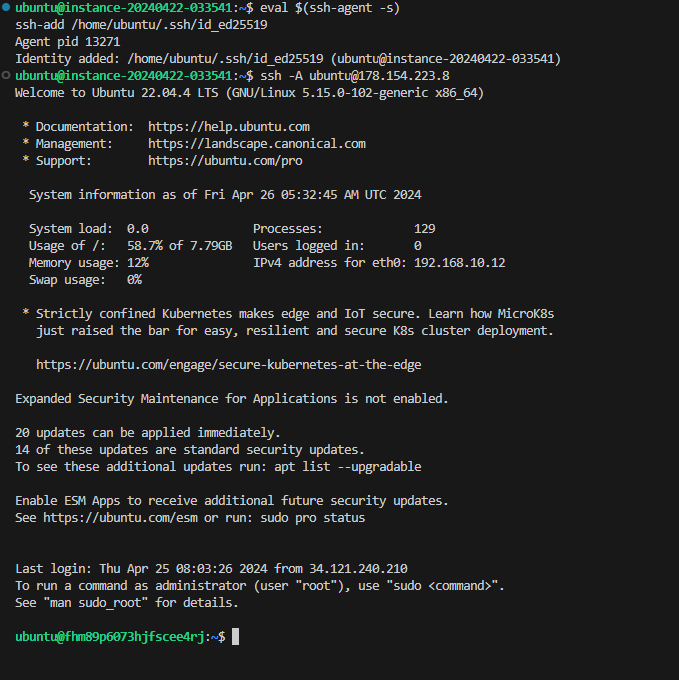 ubuntu@instance-20240422-033541:~$ eval $(ssh-agent -s)
ssh-add /home/ubuntu/.ssh/id_ed25519
Agent pid 13271
Identity added: /home/ubuntu/.ssh/id_ed25519 (ubuntu@instance-20240422-033541)
ubuntu@instance-20240422-033541:~$ ssh -A ubuntu@178.154.223.8
Welcome to Ubuntu 22.04.4 LTS (GNU/Linux 5.15.0-102-generic x86_64)

 * Documentation:  https://help.ubuntu.com
 * Management:     https://landscape.canonical.com
 * Support:        https://ubuntu.com/pro

  System information as of Fri Apr 26 05:32:45 AM UTC 2024

  System load:  0.0               Processes:             129
  Usage of /:   58.7% of 7.79GB   Users logged in:       0
  Memory usage: 12%               IPv4 address for eth0: 192.168.10.12
  Swap usage:   0%

 * Strictly confined Kubernetes makes edge and IoT secure. Learn how MicroK8s
   just raised the bar for easy, resilient and secure K8s cluster deployment.

   https://ubuntu.com/engage/secure-kubernetes-at-the-edge

Expanded Security Maintenance for Applications is not enabled.

20 updates can be applied immediately.
14 of these updates are standard security updates.
To see these additional updates run: apt list --upgradable

Enable ESM Apps to receive additional future security updates.
See https://ubuntu.com/esm or run: sudo pro status

Last login: Thu Apr 25 08:03:26 2024 from 34.121.240.210
To run a command as administrator (user "root"), use "sudo <command>".
See "man sudo_root" for details.

ubuntu@fhm89p6073hjfscee4rj:~$